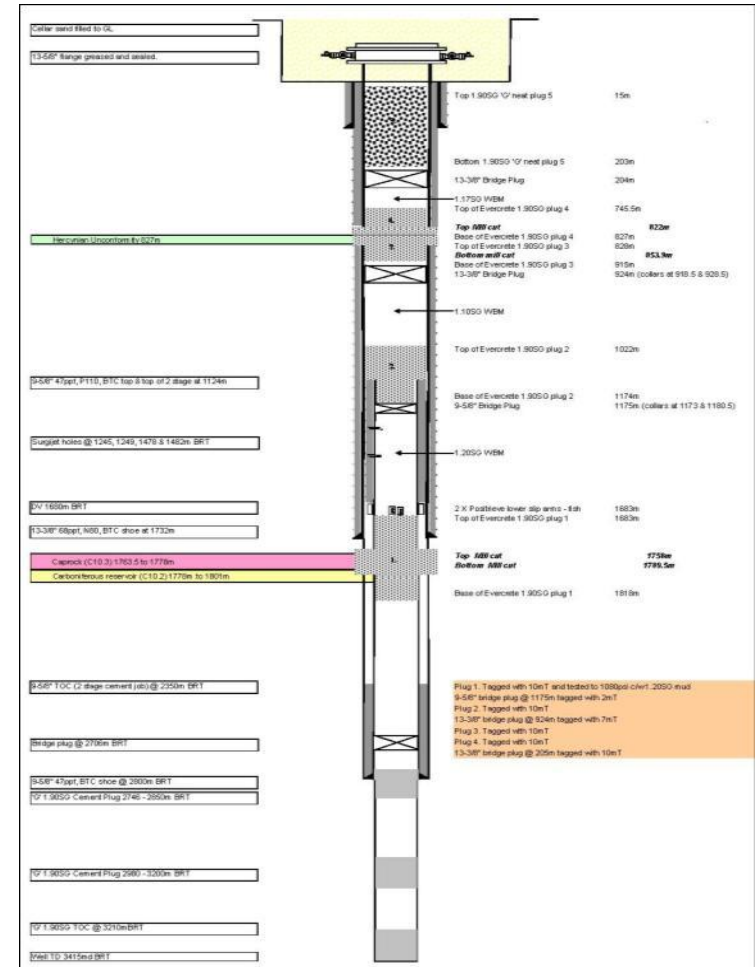 Cellar sand filled to GL
13-5/8" flange greased and sealed.
Top 1.90SG 'G' neat plug 5 15m
Bottom 1.90SG 'G' neat plug 5 203m
13-3/8" Bridge Plug 204m
1.17SG WBM
Top of Evercrete 1.90SG plug 4 745.5m
4.
Top Mill cut 822m
Base of Evercrete 1.90SG plug 4 827m
Hercynian Unconformity 827m
Top of Evercrete 1.90SG plug 3 828m
3.
Bottom mill cut 853.9m
Base of Evercrete 1.90SG plug 3 915m
13-3/8" Bridge Plug 924m (collars at 918.5 & 928.5)
1.10SG WBM
Top of Evercrete 1.90SG plug 2 1022m
2.
9-5/8" 47ppf, P110, BTC top & top of 2 stage at 1124m
Base of Evercrete 1.90SG plug 2 1174m
9-5/8" Bridge Plug 1175m (collars at 1173 & 1180.5)
Surgijet holes @ 1245, 1249, 1478 & 1482m BRT
1.20SG WBM
DV 1680m BRT
2 X Positrieve lower slip arms - fish 1683m
Top of Evercrete 1.90SG plug 1 1683m
13-3/8" 68ppf, N80, BTC shoe at 1732m
Top Mill cut 1758m
Caprock (C10.3) 1763.5 to 1778m
1.
Bottom Mill cut 1789.5m
Carboniferous reservoir (C10.2) 1778m to 1801m
Base of Evercrete 1.90SG plug 1 1818m
9-5/8" TOC (2 stage cement job) @ 2350m BRT
Plug 1. Tagged with 10mT and tested to 1080psi c/w 1.20SG mud
9-5/8" bridge plug @ 1175m tagged with 2mT
Plug 2. Tagged with 10mT
13-3/8" bridge plug @ 924m tagged with 7mT
Plug 3. Tagged with 10mT
Plug 4. Tagged with 10mT
13-3/8" bridge plug @ 205m tagged with 10mT
Bridge plug @ 2706m BRT
9-5/8" 47ppf, BTC shoe @ 2800m BRT
'G' 1.90SG Cement Plug 2746 - 2850m BRT
'G' 1.90SG Cement Plug 2980 - 3200m BRT
'G' 1.90SG TOC @ 3210mBRT
Well TD 3415md BRT